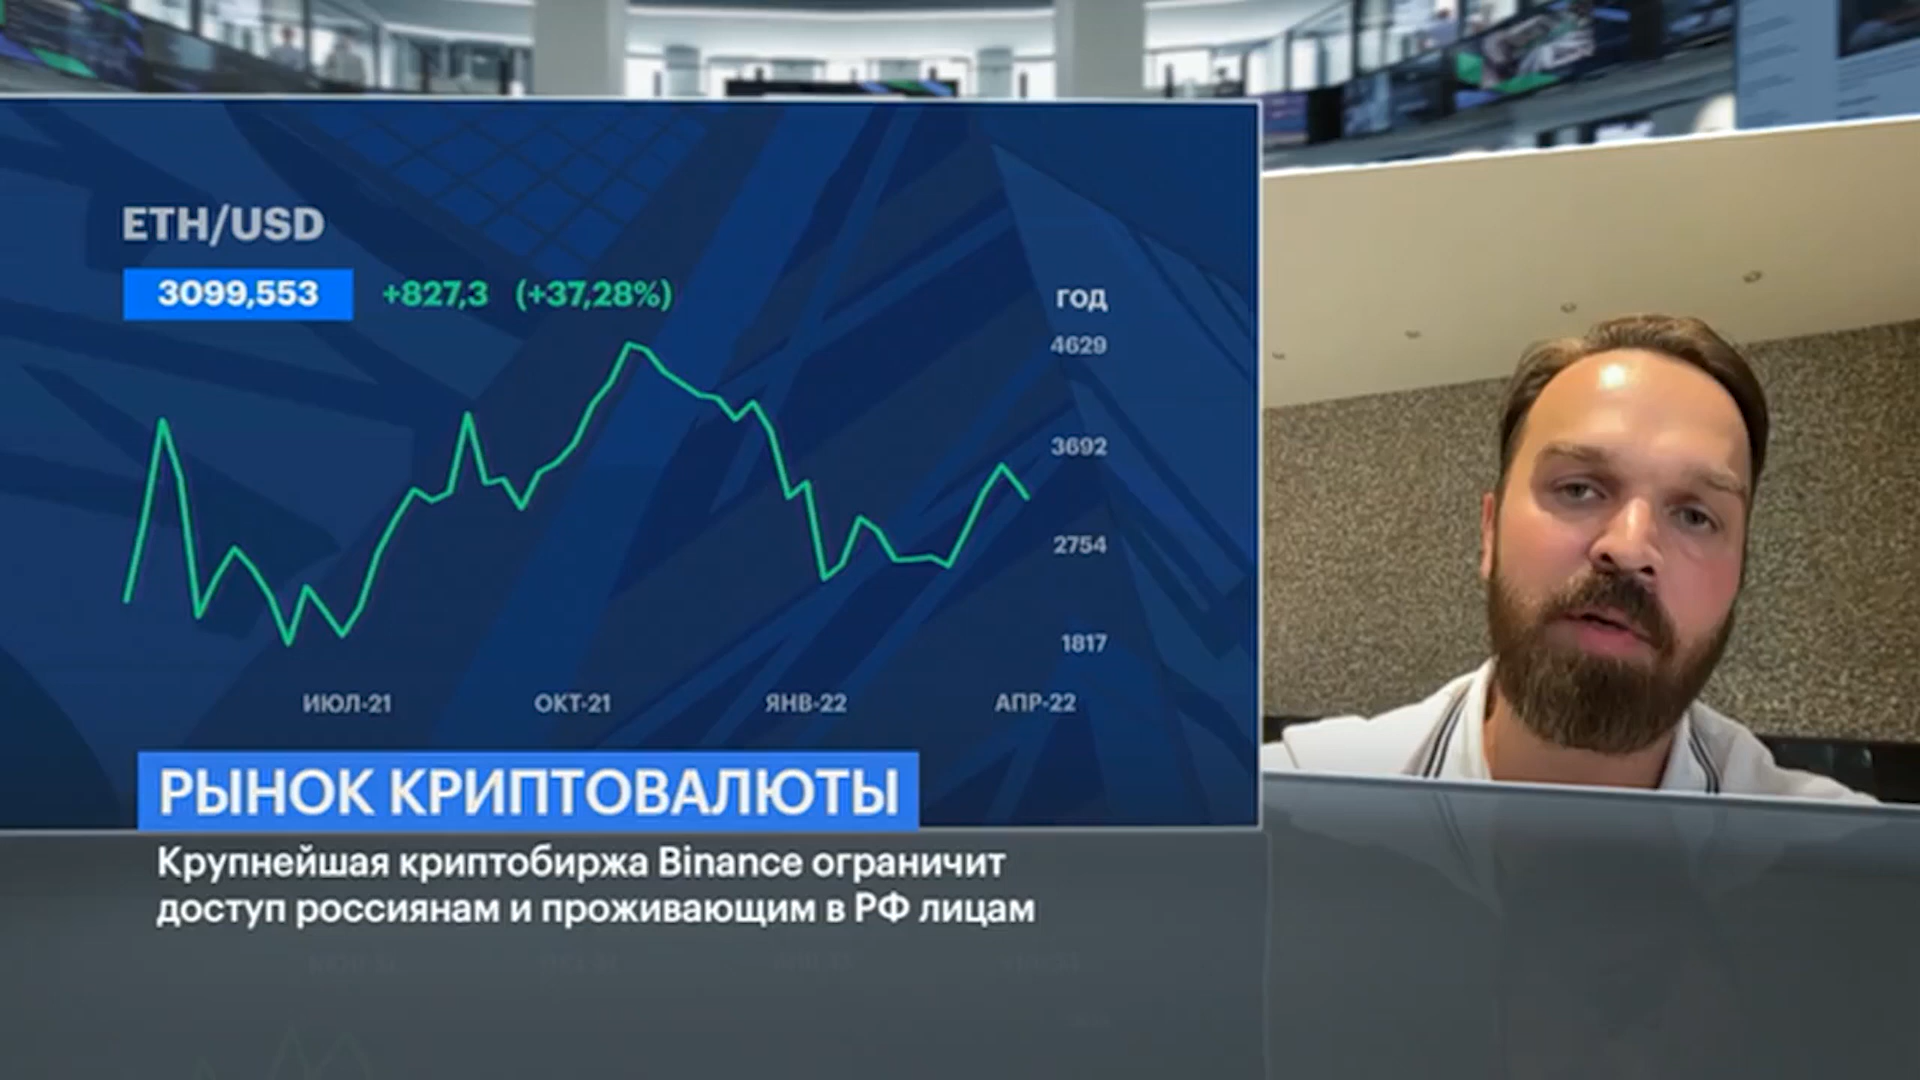 ETH/USD
3099,553 +827,3 (+37,28%)
ГОД
4629
3692
2754
1817
ИЮЛ-21 ОКТ-21 ЯНВ-22 АПР-22
РЫНОК КРИПТОВАЛЮТЫ
Крупнейшая криптобиржа Binance ограничит
доступ россиянам и проживающим в РФ лицам